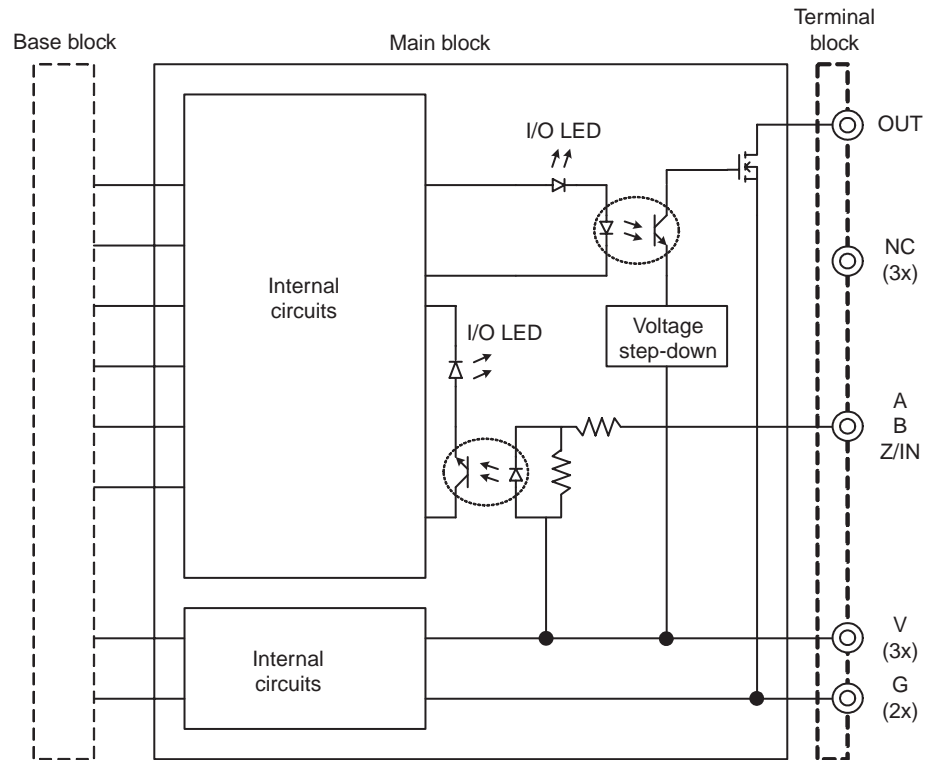 Base block
Main block
Terminal
block
I/O LED
OUT
NC
(3x)
Internal
circuits
I/O LED
Voltage
step-down
A
B
Z/IN
Internal
circuits
V
(3x)
G
(2x)